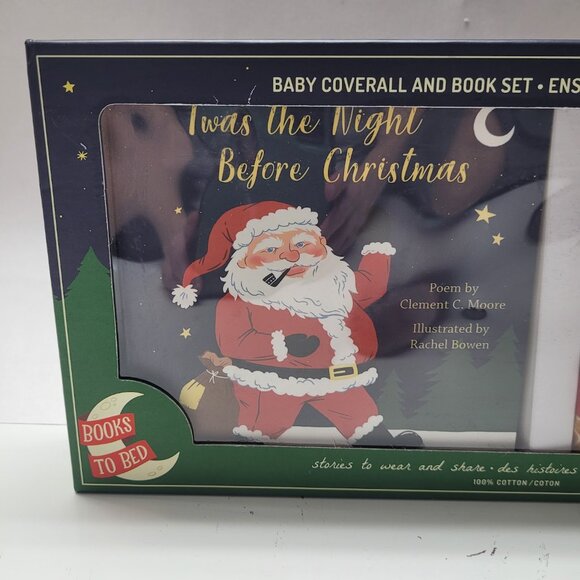 BABY COVERALL AND BOOK SET • ENS
'Twas the Night
Before Christmas
Poem by
Clement C. Moore
Illustrated by
Rachel Bowen
BOOKS
TO BED
stories to wear and share • des histoires
100% COTTON/COTON